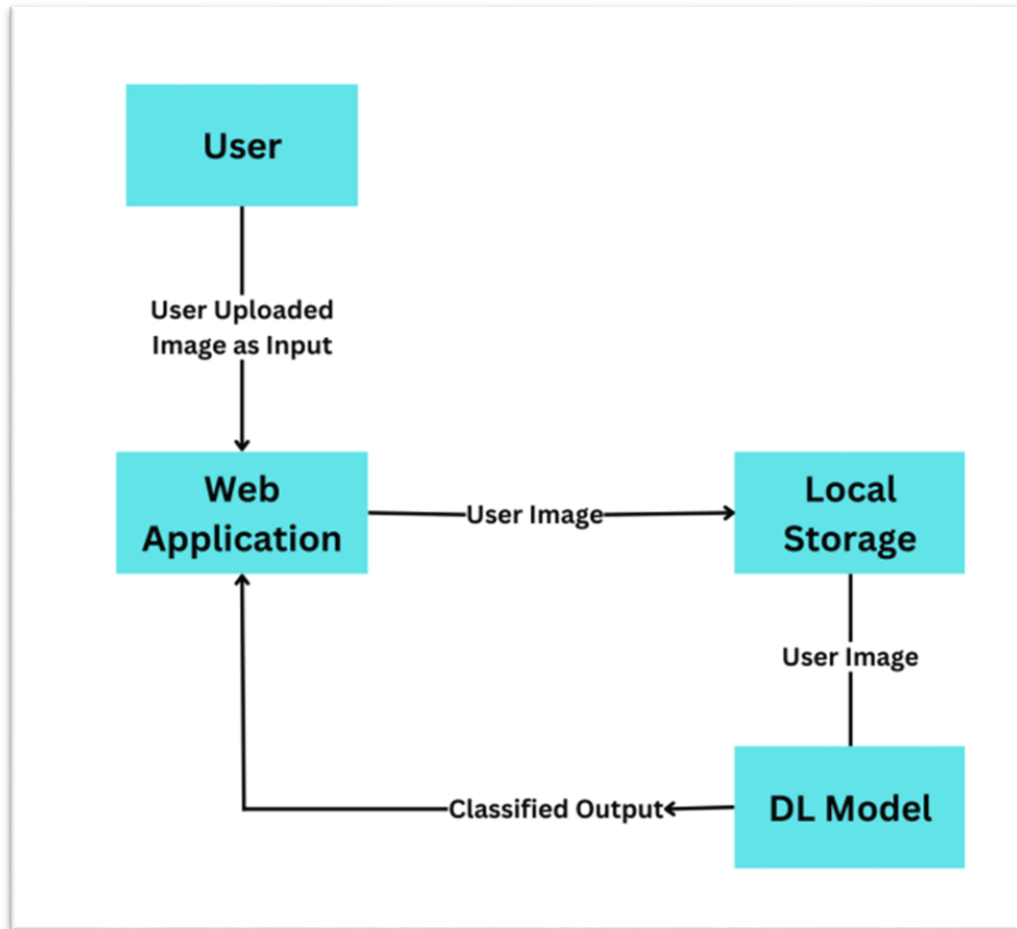 User
User Uploaded
Image as Input
Web
Application
User Image
Local
Storage
User Image
Classified Output
DL Model